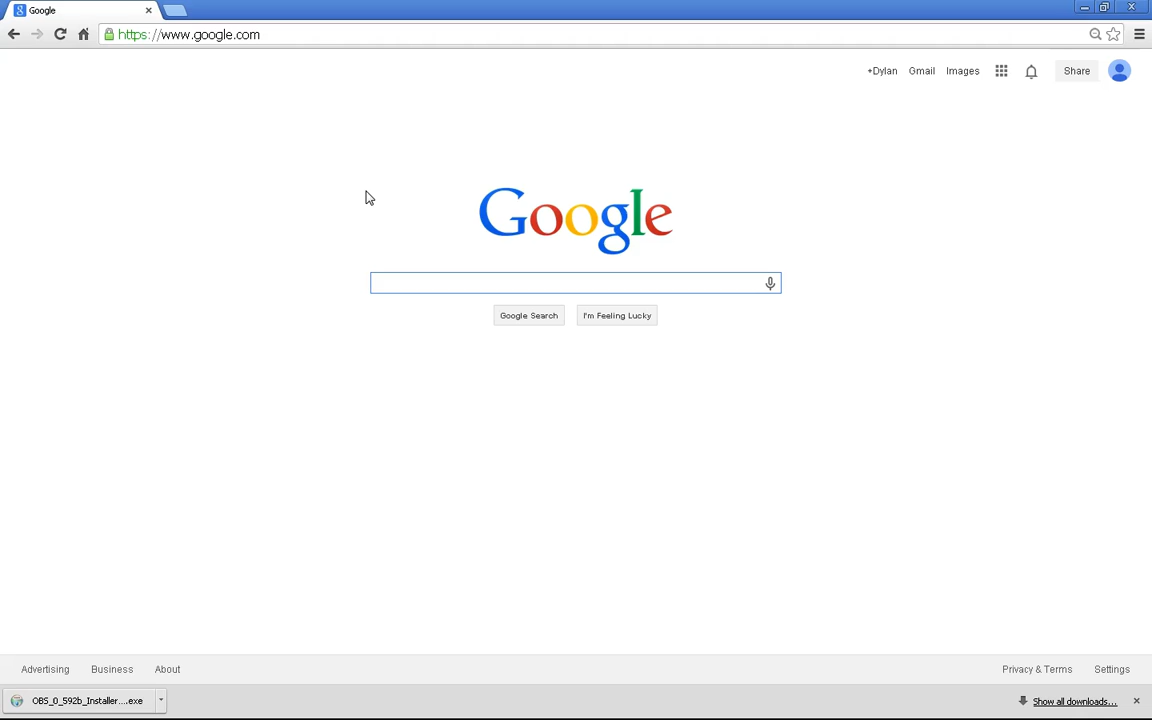 Google
https://www.google.com
+Dylan Gmail Images Share
Google
Google Search I'm Feeling Lucky
Advertising Business About Privacy & Terms Settings
OBS_0_592b_Installer....exe Show all downloads...